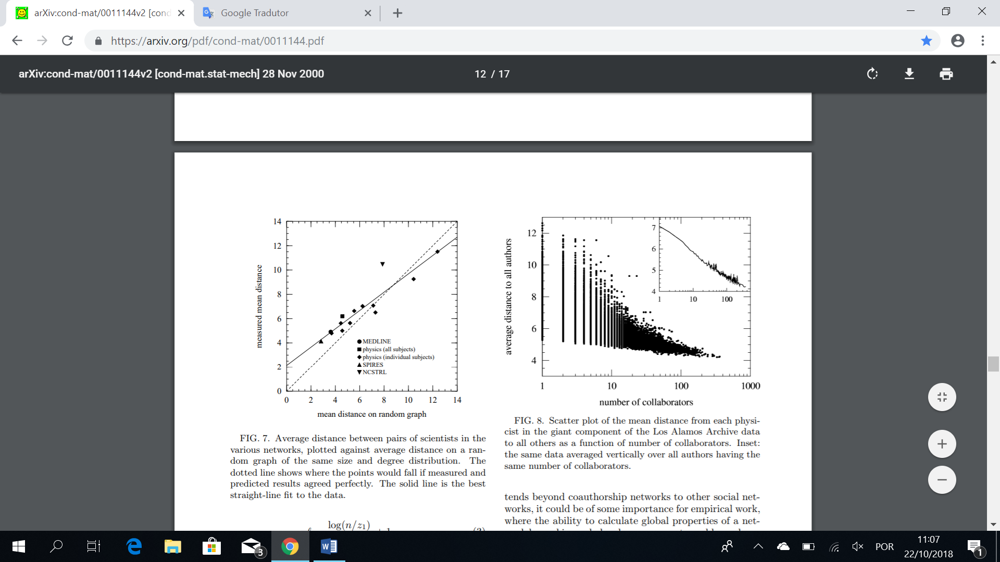 arXiv:cond-mat/0011144v2 [cond
Google Tradutor
https://arxiv.org/pdf/cond-mat/0011144.pdf
arXiv:cond-mat/0011144v2 [cond-mat.stat-mech] 28 Nov 2000
12 / 17
14
12
10
8
6
4
2
0
0 2 4 6 8 10 12 14
measured mean distance
mean distance on random graph
MEDLINE
physics (all subjects)
physics (individual subjects)
SPIRES
NCSTRL
FIG. 7. Average distance between pairs of scientists in the
various networks, plotted against average distance on a ran-
dom graph of the same size and degree distribution. The
dotted line shows where the points would fall if measured and
predicted results agreed perfectly. The solid line is the best
straight-line fit to the data.
log(n/z1)
12
10
8
6
4
1 10 100 1000
average distance to all authors
number of collaborators
7
6
5
4
1 10 100
FIG. 8. Scatter plot of the mean distance from each physi-
cist in the giant component of the Los Alamos Archive data
to all others as a function of number of collaborators. Inset:
the same data averaged vertically over all authors having the
same number of collaborators.
tends beyond coauthorship networks to other social net-
works, it could be of some importance for empirical work,
where the ability to calculate global properties of a net-
3
POR
11:07
22/10/2018
1